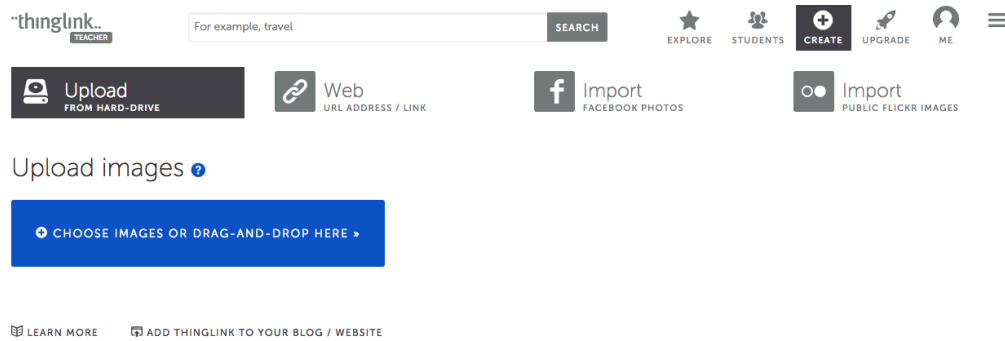 thinglink..
TEACHER
For example, travel
SEARCH
EXPLORE
STUDENTS
CREATE
UPGRADE
ME
Upload
FROM HARD-DRIVE
Web
URL ADDRESS / LINK
Import
FACEBOOK PHOTOS
Import
PUBLIC FLICKR IMAGES
Upload images ?
CHOOSE IMAGES OR DRAG-AND-DROP HERE »
LEARN MORE
ADD THINGLINK TO YOUR BLOG / WEBSITE